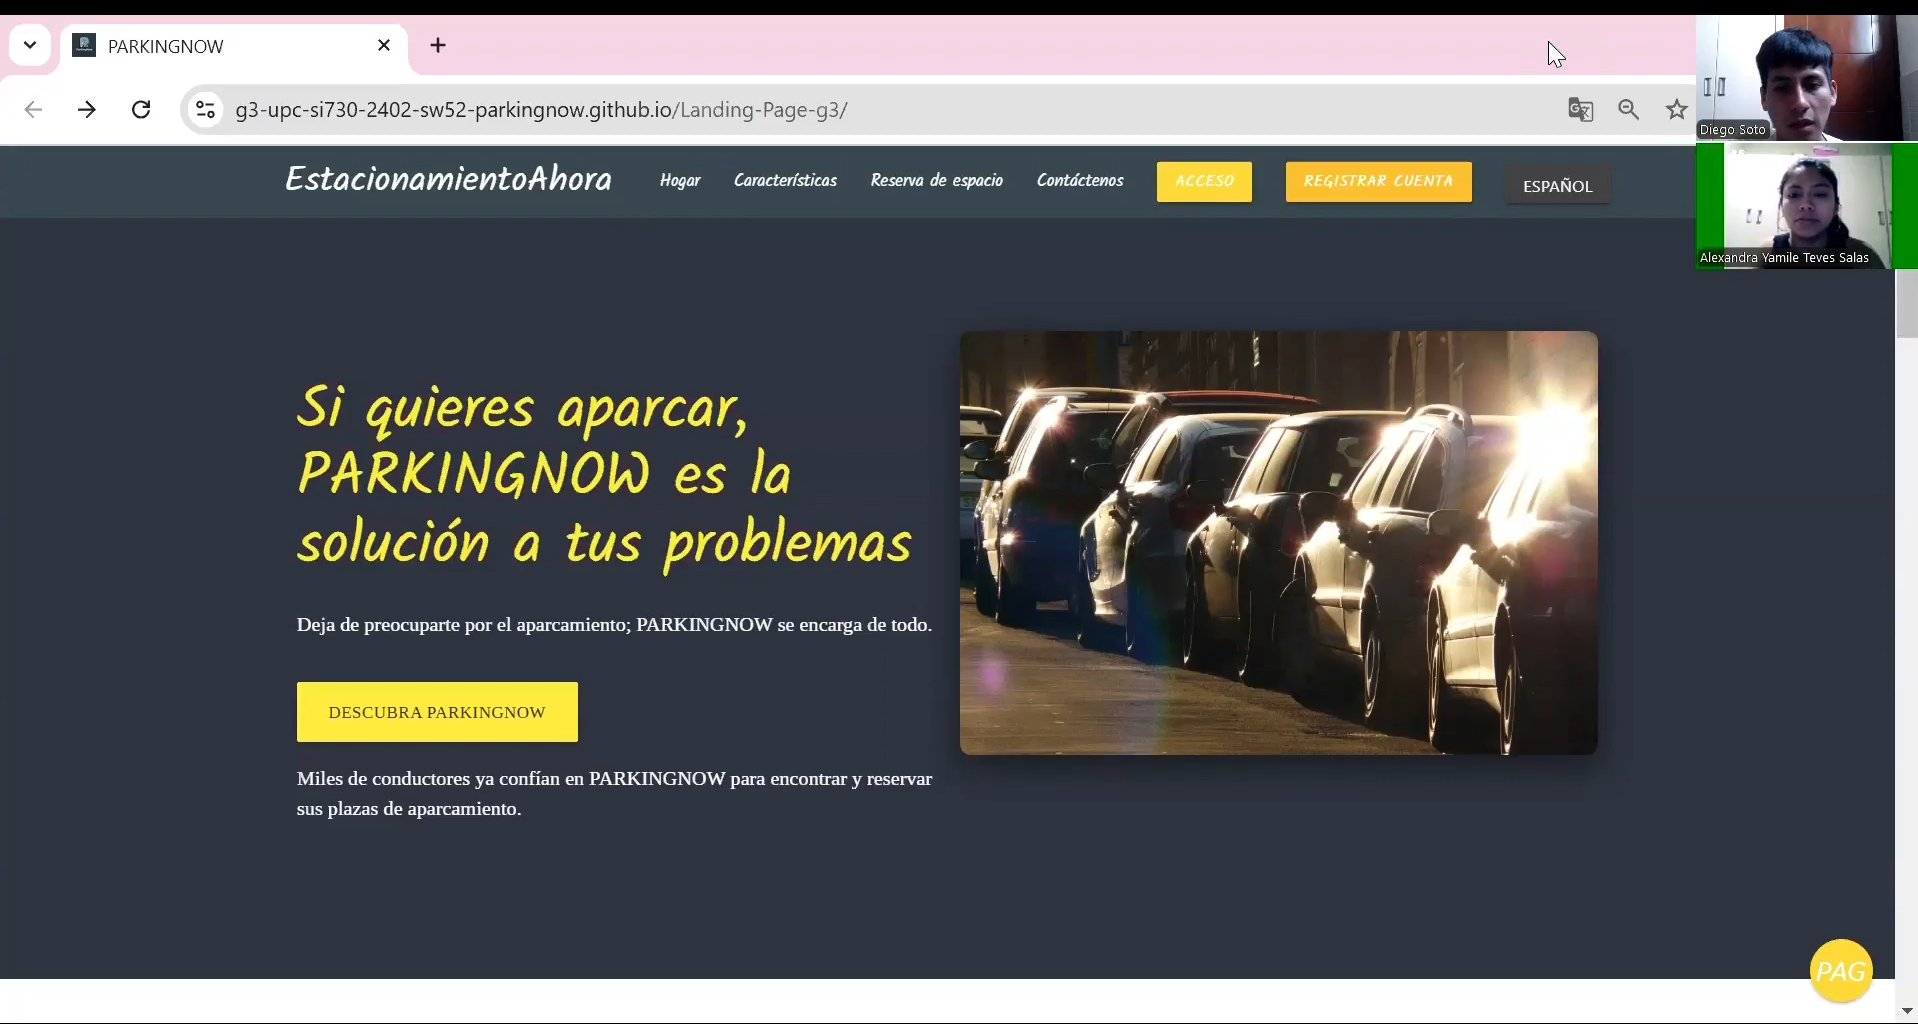 PARKINGNOW
g3-upc-si730-2402-sw52-parkingnow.github.io/Landing-Page-g3/
Diego Soto
Alexandra Yamile Teves Salas
EstacionamientoAhora
Hogar
Características
Reserva de espacio
Contáctenos
ACCESO
REGISTRAR CUENTA
ESPAÑOL
Si quieres aparcar,
PARKINGNOW es la
solución a tus problemas
Deja de preocuparte por el aparcamiento; PARKINGNOW se encarga de todo.
DESCUBRA PARKINGNOW
Miles de conductores ya confían en PARKINGNOW para encontrar y reservar
sus plazas de aparcamiento.
PAG